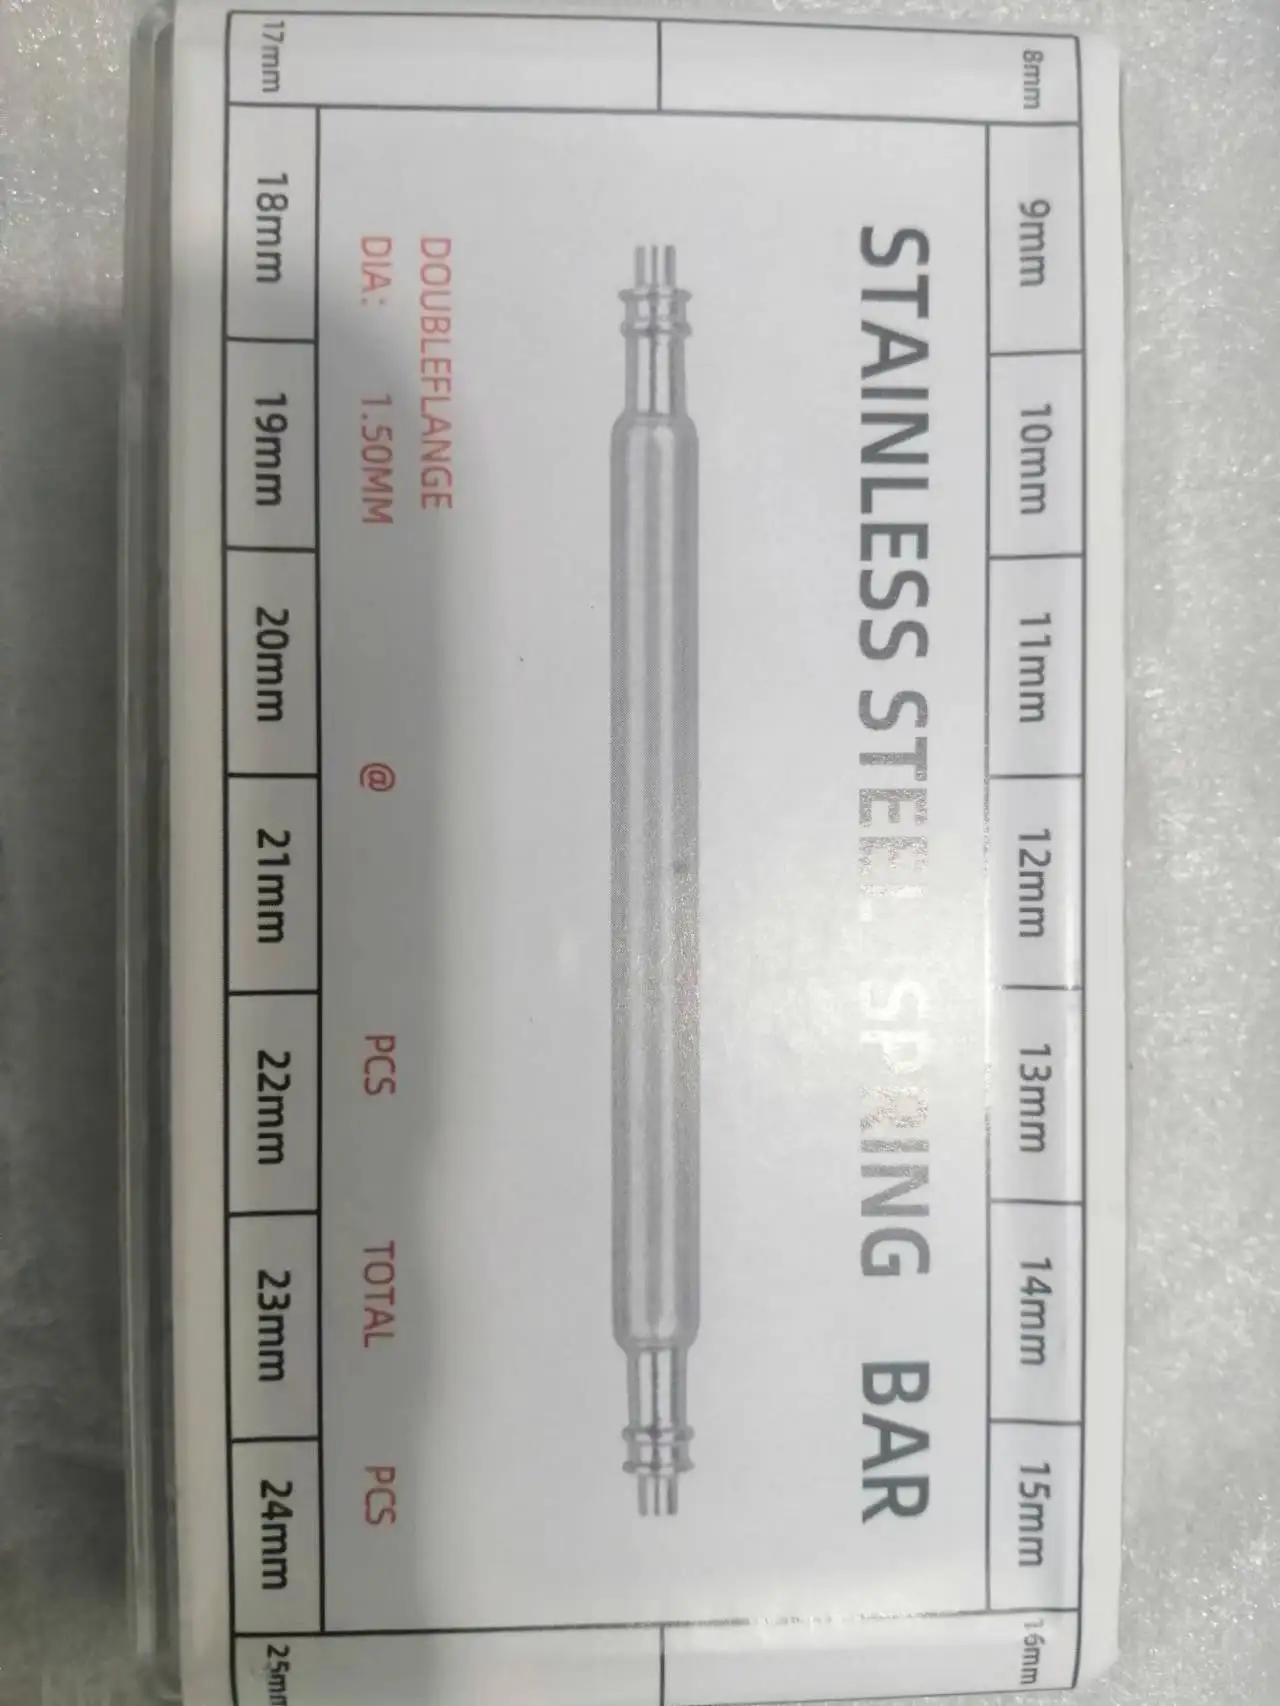 8mm
9mm
10mm
11mm
12mm
13mm
14mm
15mm
16mm
STAINLESS STEEL SPRING BAR
DOUBLEFLANGE
DIA: 1.50MM @ PCS TOTAL PCS
17mm
18mm
19mm
20mm
21mm
22mm
23mm
24mm
25mm